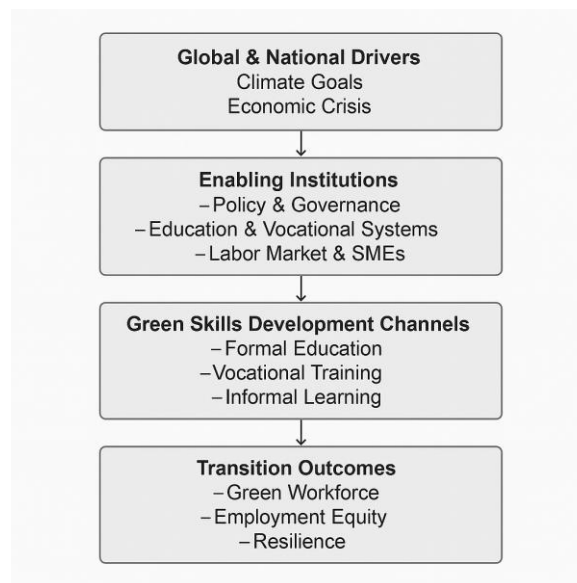 Global & National Drivers
Climate Goals
Economic Crisis
Enabling Institutions
– Policy & Governance
– Education & Vocational Systems
– Labor Market & SMEs
Green Skills Development Channels
– Formal Education
– Vocational Training
– Informal Learning
Transition Outcomes
– Green Workforce
– Employment Equity
– Resilience